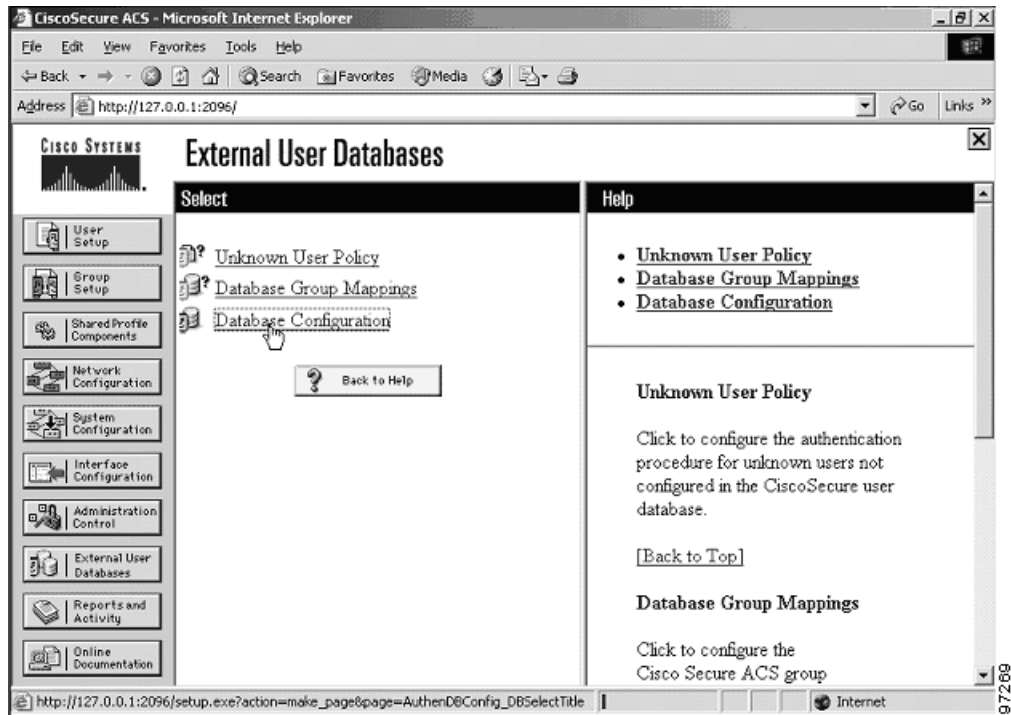 CiscoSecure ACS - Microsoft Internet Explorer
File Edit View Favorites Tools Help
Back Search Favorites Media
Address http://127.0.0.1:2096/ Go Links »
CISCO SYSTEMS
External User Databases
Select
Unknown User Policy
Database Group Mappings
Database Configuration
Back to Help
User
Setup
Group
Setup
Shared Profile
Components
Network
Configuration
System
Configuration
Interface
Configuration
Administration
Control
External User
Databases
Reports and
Activity
Online
Documentation
Help
• Unknown User Policy
• Database Group Mappings
• Database Configuration
Unknown User Policy
Click to configure the authentication
procedure for unknown users not
configured in the CiscoSecure user
database.
[Back to Top]
Database Group Mappings
Click to configure the
Cisco Secure ACS group
http://127.0.0.1:2096/setup.exe?action=make_page&page=AuthenDBConfig_DBSelectTitle Internet
97269